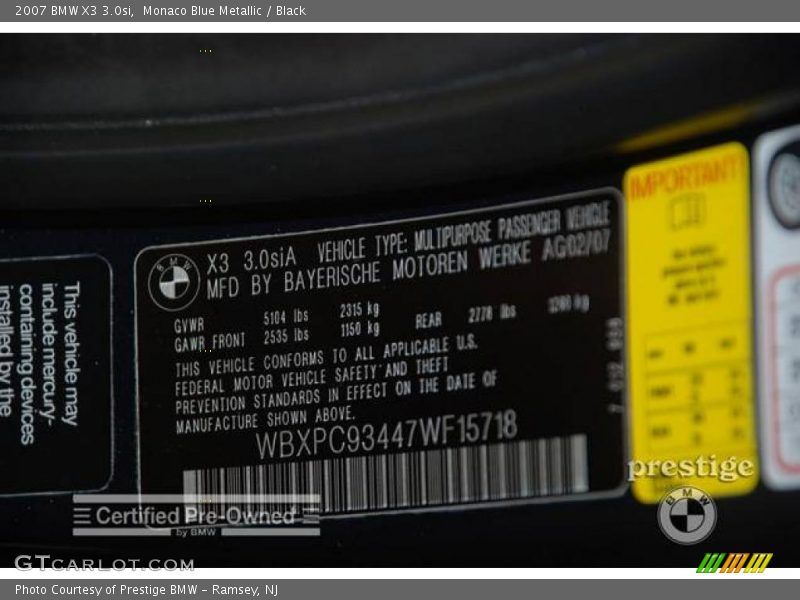 2007 BMW X3 3.0si, Monaco Blue Metallic / Black
This vehicle may
include mercury-
containing devices
installed by the
BMW
X3 3.0siA VEHICLE TYPE: MULTIPURPOSE PASSENGER VEHICLE
MFD BY BAYERISCHE MOTOREN WERKE AG02/07
GVWR 5104 lbs 2315 kg
GAWR FRONT 2535 lbs 1150 kg REAR 2778 lbs 1260 kg
THIS VEHICLE CONFORMS TO ALL APPLICABLE U.S.
FEDERAL MOTOR VEHICLE SAFETY AND THEFT
PREVENTION STANDARDS IN EFFECT ON THE DATE OF
MANUFACTURE SHOWN ABOVE.
WBXPC93447WF15718
IMPORTANT
prestige
BMW
Certified Pre-Owned
by BMW
GTCARLOT.COM
Photo Courtesy of Prestige BMW - Ramsey, NJ